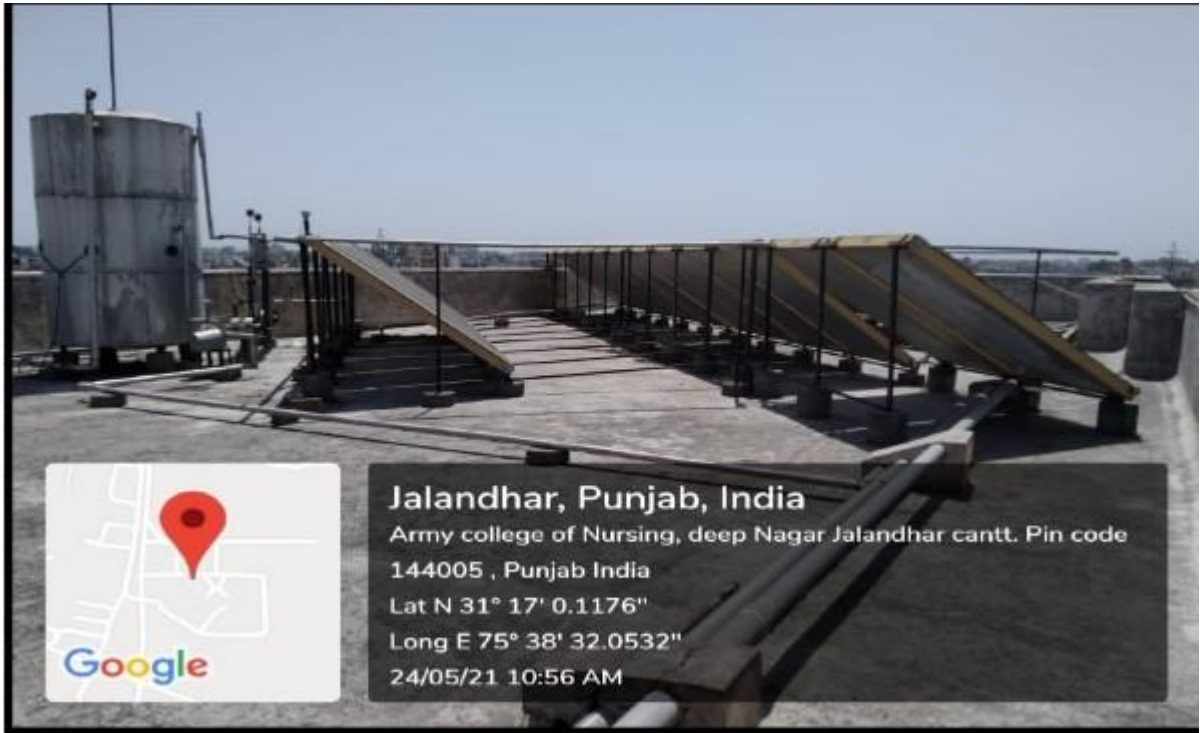 Jalandhar, Punjab, India
Army college of Nursing, deep Nagar Jalandhar cantt. Pin code
144005 , Punjab India
Lat N 31° 17' 0.1176"
Long E 75° 38' 32.0532"
24/05/21 10:56 AM
Google